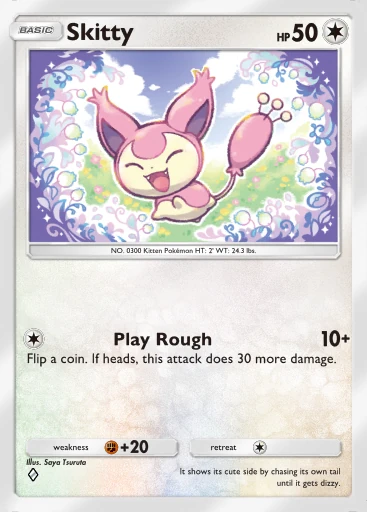 BASIC
Skitty
HP 50
NO. 0300 Kitten Pokémon HT: 2' WT: 24.3 lbs.
Play Rough 10+
Flip a coin. If heads, this attack does 30 more damage.
weakness +20 retreat
Illus. Saya Tsuruta
It shows its cute side by chasing its own tail
until it gets dizzy.